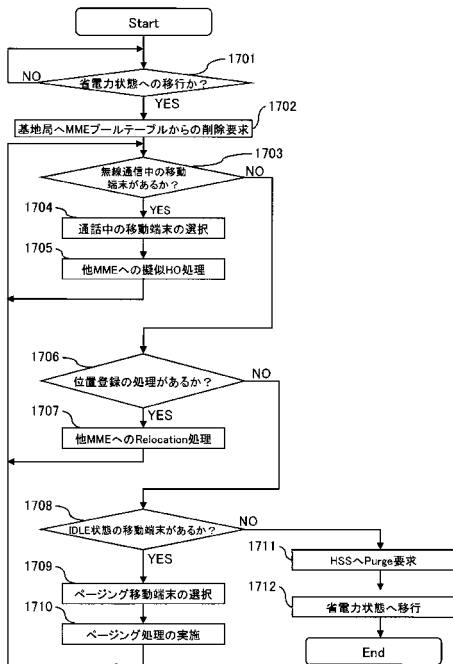 Start
1701
省電力状態への移行か？
NO
YES
1702
基地局へMMEプールテーブルからの削除要求
1703
無線通信中の移動
端末があるか？
NO
YES
1704
通話中の移動端末の選択
1705
他MMEへの擬似HO処理
1706
位置登録の処理があるか？
NO
YES
1707
他MMEへのRelocation処理
1708
IDLE状態の移動端末があるか？
NO
YES
1709
ページング移動端末の選択
1710
ページング処理の実施
1711
HSSへPurge要求
1712
省電力状態へ移行
End